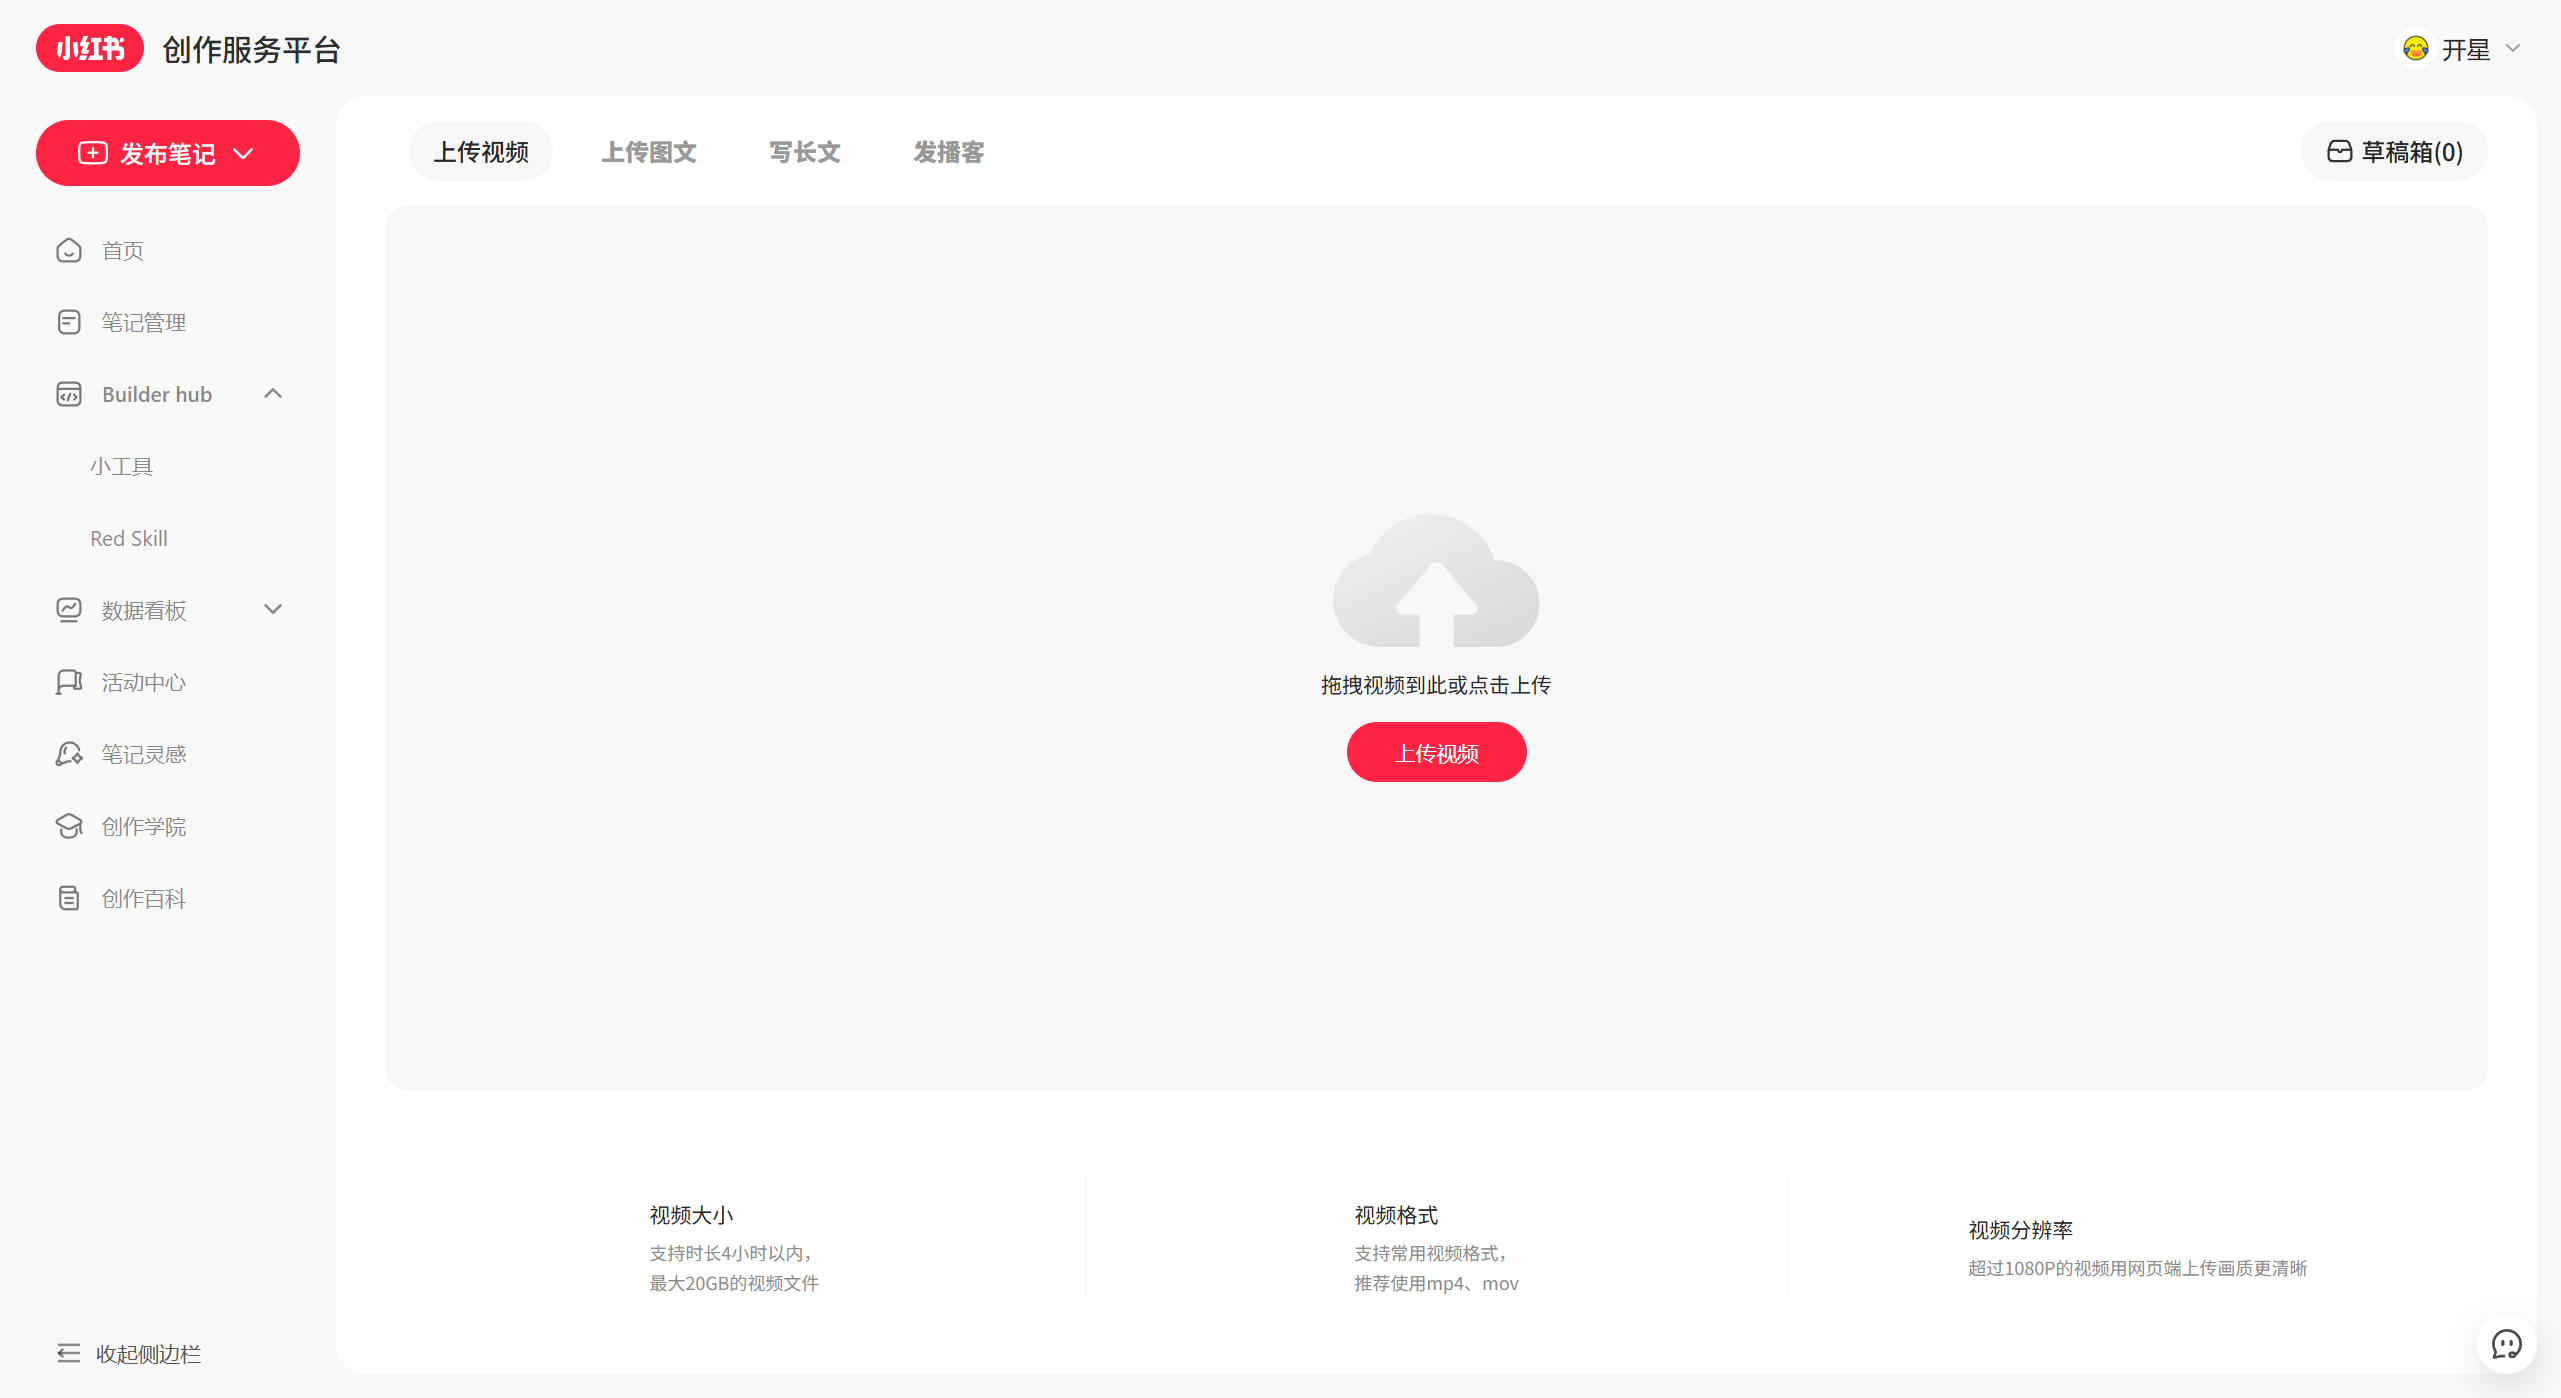 小红书 创作服务平台
开星
发布笔记
上传视频 上传图文 写长文 发播客
草稿箱(0)
首页
笔记管理
Builder hub
小工具
Red Skill
数据看板
活动中心
笔记灵感
创作学院
创作百科
收起侧边栏
拖拽视频到此或点击上传
上传视频
视频大小
支持时长4小时以内，
最大20GB的视频文件
视频格式
支持常用视频格式，
推荐使用mp4、mov
视频分辨率
超过1080P的视频用网页端上传画质更清晰